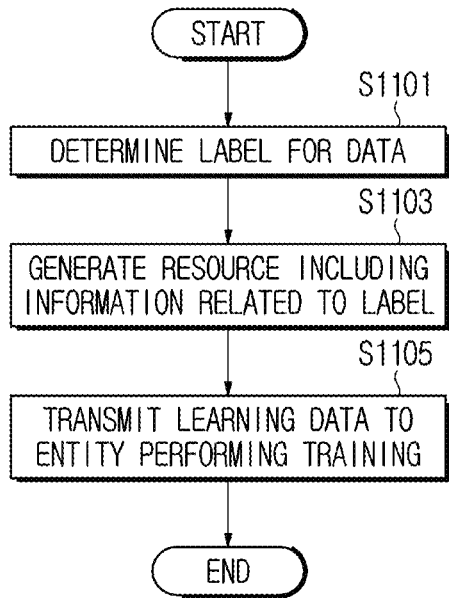 START
S1101
DETERMINE LABEL FOR DATA
S1103
GENERATE RESOURCE INCLUDING
INFORMATION RELATED TO LABEL
S1105
TRANSMIT LEARNING DATA TO
ENTITY PERFORMING TRAINING
END